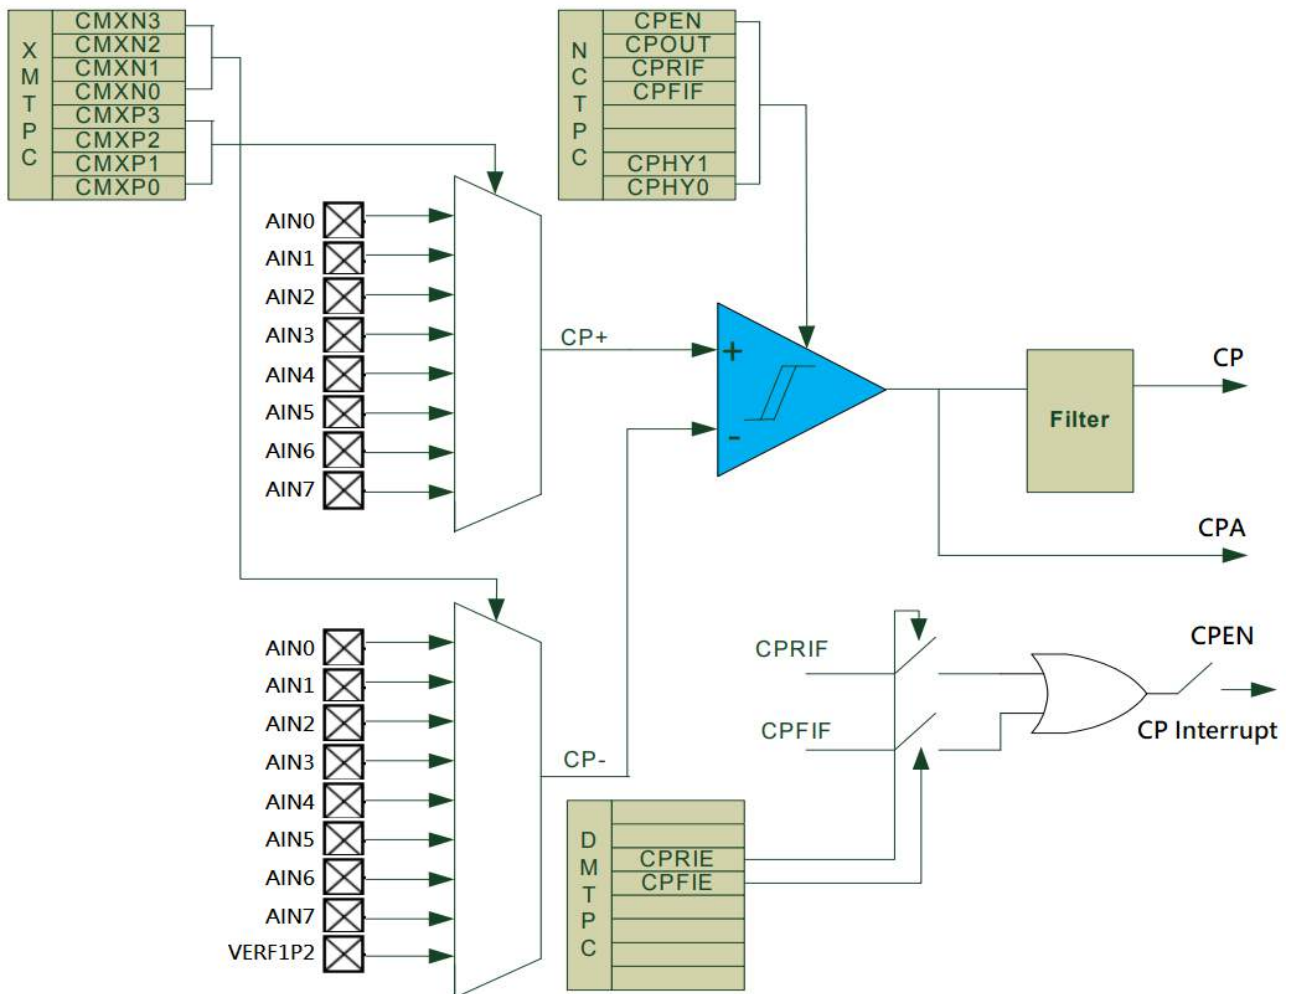 X
M
T
P
C
CMXN3
CMXN2
CMXN1
CMXN0
CMXP3
CMXP2
CMXP1
CMXP0
N
C
T
P
C
CPEN
CPOUT
CPRIF
CPFIF
CPHY1
CPHY0
AIN0
AIN1
AIN2
AIN3
AIN4
AIN5
AIN6
AIN7
CP+
+
-
Filter
CP
CPA
AIN0
AIN1
AIN2
AIN3
AIN4
AIN5
AIN6
AIN7
VERF1P2
CP-
D
M
T
P
C
CPRIE
CPFIE
CPRIF
CPFIF
CPEN
CP Interrupt